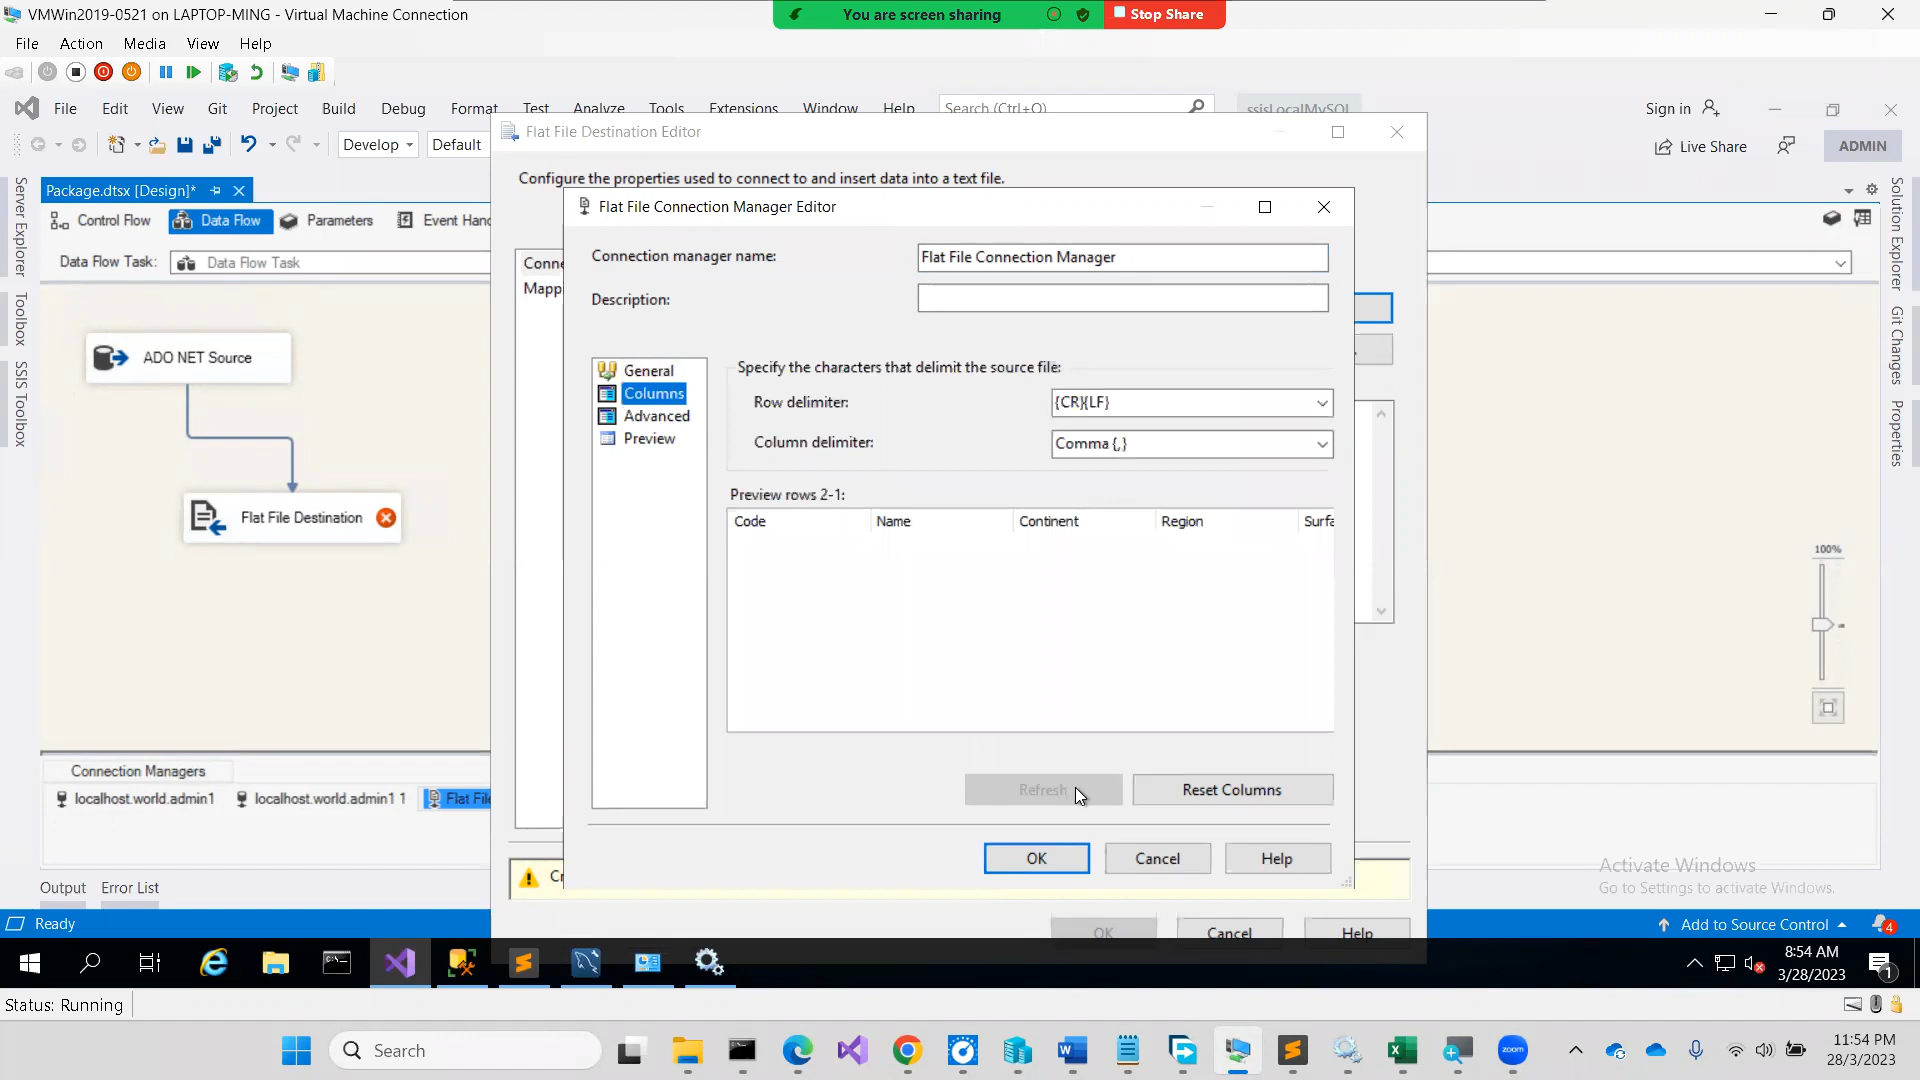 VMWin2019-0521 on LAPTOP-MING - Virtual Machine Connection
You are screen sharing
Stop Share
File Action Media View Help
File Edit View Git Project Build Debug Format Test Analyze Tools Extensions Window Help
Search (Ctrl+Q)
ssisLocalMySQL
Sign in
Develop
Default
Live Share
ADMIN
Flat File Destination Editor
Configure the properties used to connect to and insert data into a text file.
Package.dtsx [Design]*
Control Flow
Data Flow
Parameters
Event Hand
Data Flow Task:
Data Flow Task
Server Explorer
Toolbox
SSIS Toolbox
Solution Explorer
Git Changes
Properties
ADO NET Source
Flat File Destination
Conne
Mapp
Flat File Connection Manager Editor
Connection manager name:
Flat File Connection Manager
Description:
General
Columns
Advanced
Preview
Specify the characters that delimit the source file:
Row delimiter:
{CR}{LF}
Column delimiter:
Comma {,}
Preview rows 2-1:
Code Name Continent Region Surfa
Refresh
Reset Columns
OK
Cancel
Help
100%
Connection Managers
localhost.world.admin1
localhost.world.admin1 1
Flat File
Cr
OK
Cancel
Help
Activate Windows
Go to Settings to activate Windows.
Output
Error List
Ready
Add to Source Control
4
8:54 AM
3/28/2023
1
Status: Running
Search
zoom
11:54 PM
28/3/2023